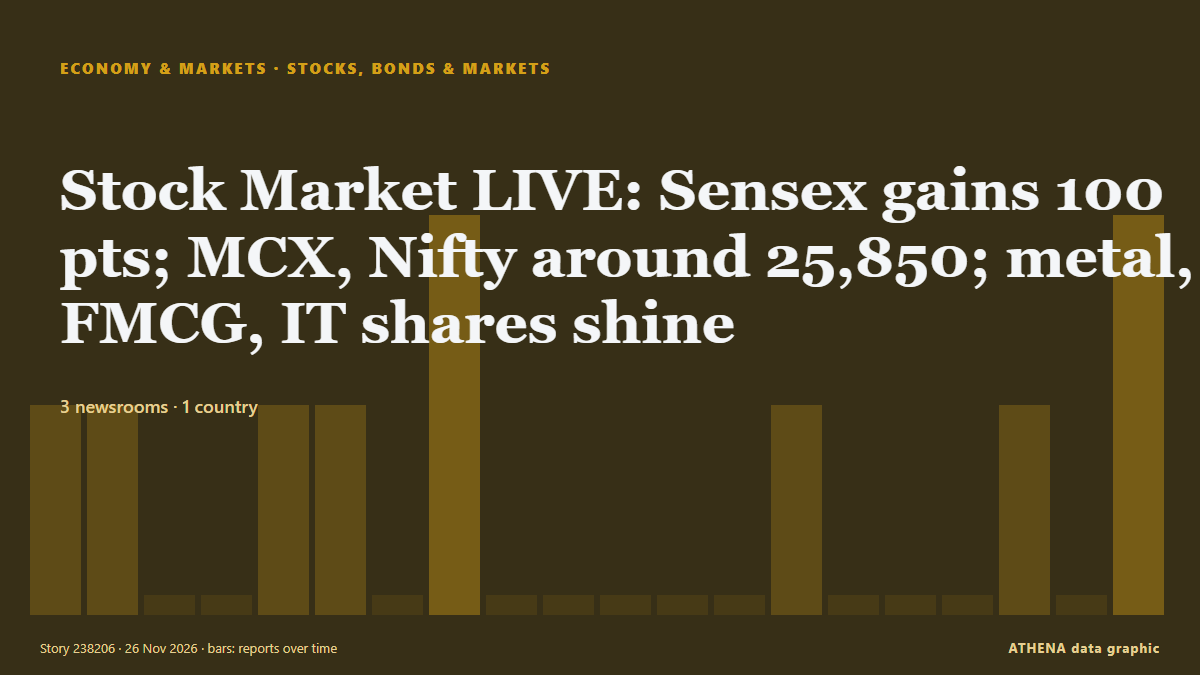 ECONOMY & MARKETS · STOCKS, BONDS & MARKETS
Stock Market LIVE: Sensex gains 100
pts; MCX, Nifty around 25,850; metal,
FMCG, IT shares shine
3 newsrooms · 1 country
Story 238206 · 26 Nov 2026 · bars: reports over time
ATHENA data graphic